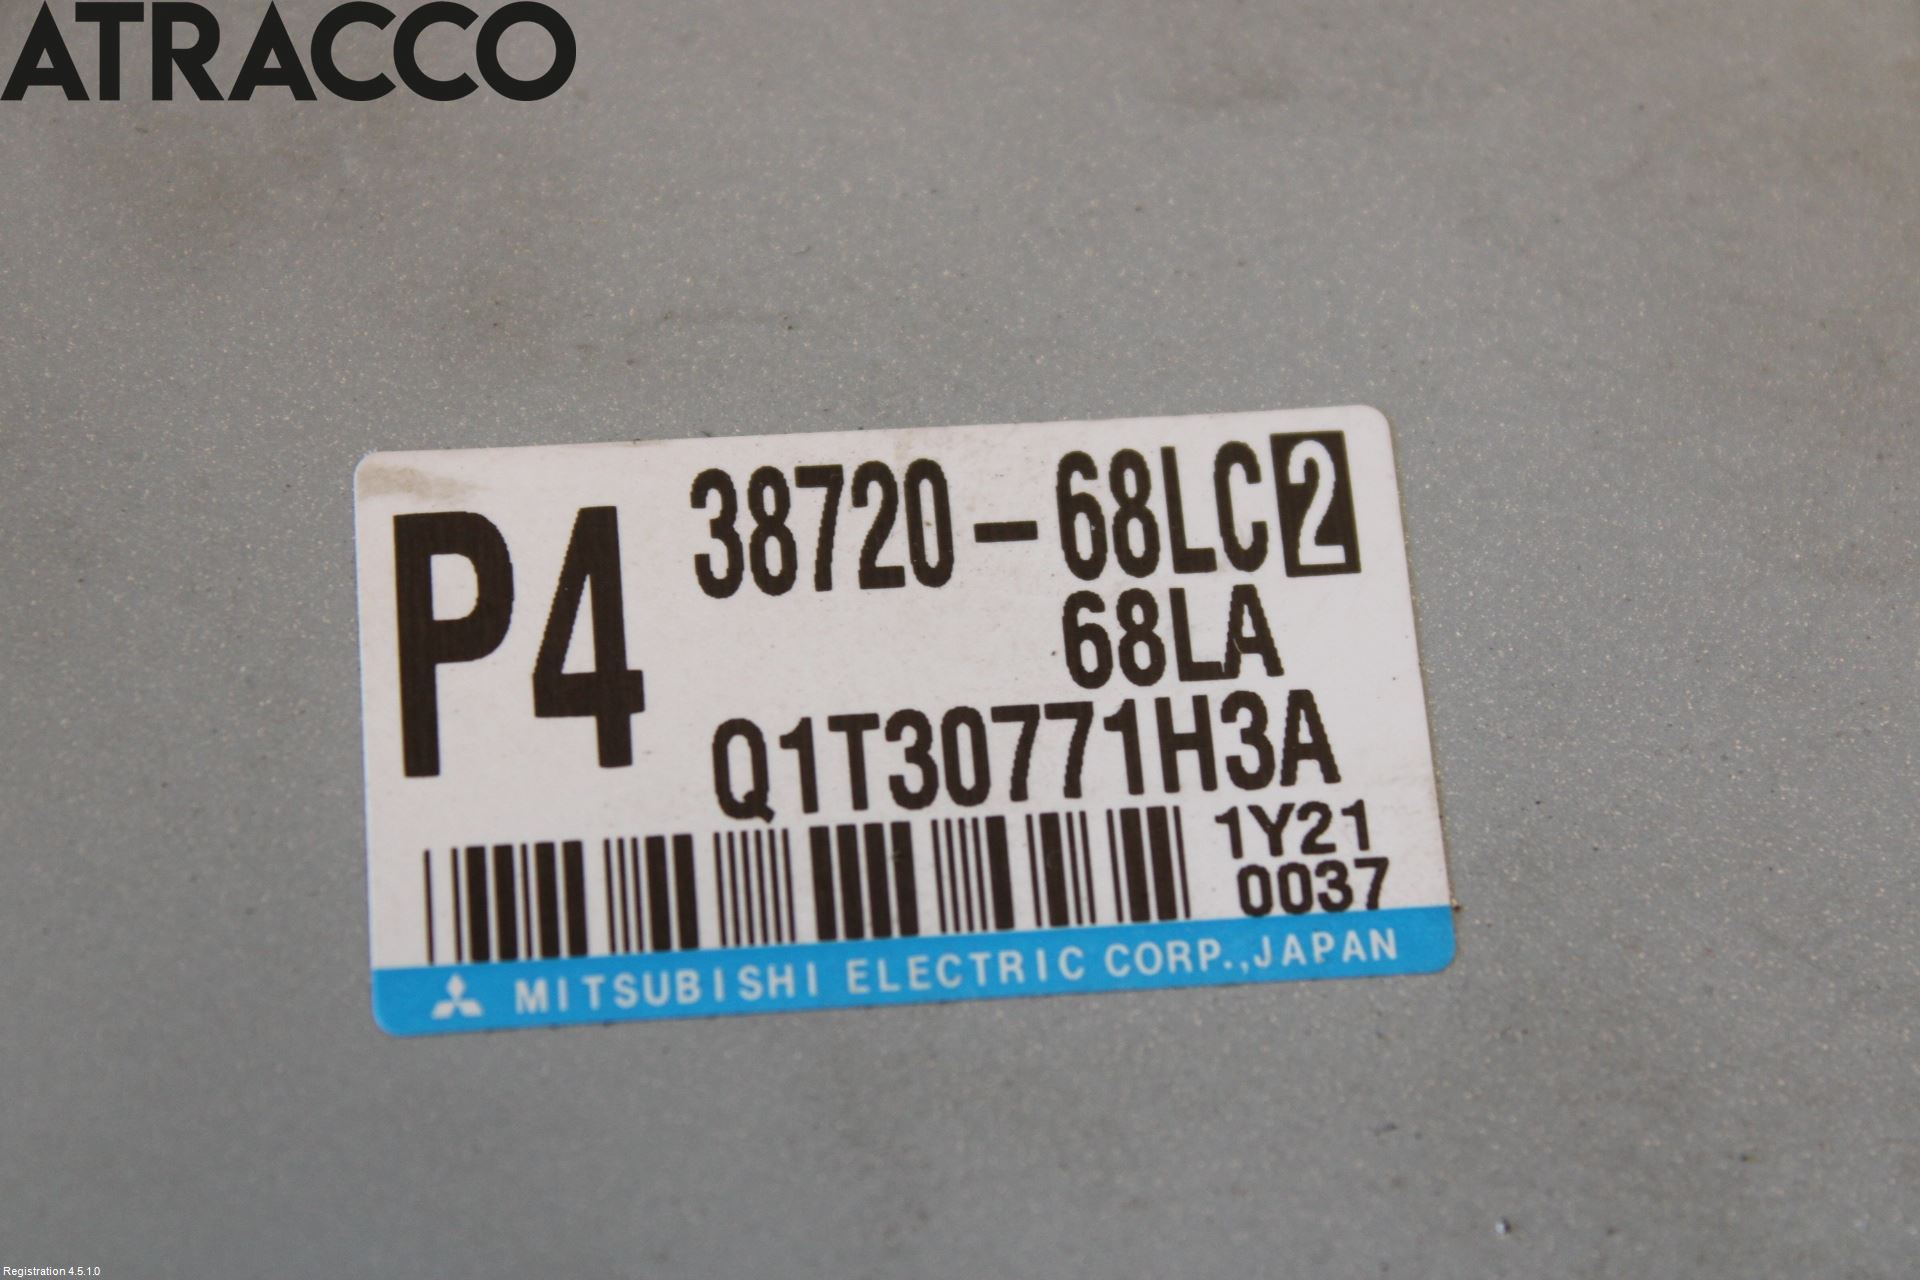 ATRACCO
P4
38720-68LC2
68LA
Q1T30771H3A
1Y21
0037
MITSUBISHI ELECTRIC CORP.,JAPAN
Registration 4.5.1.0